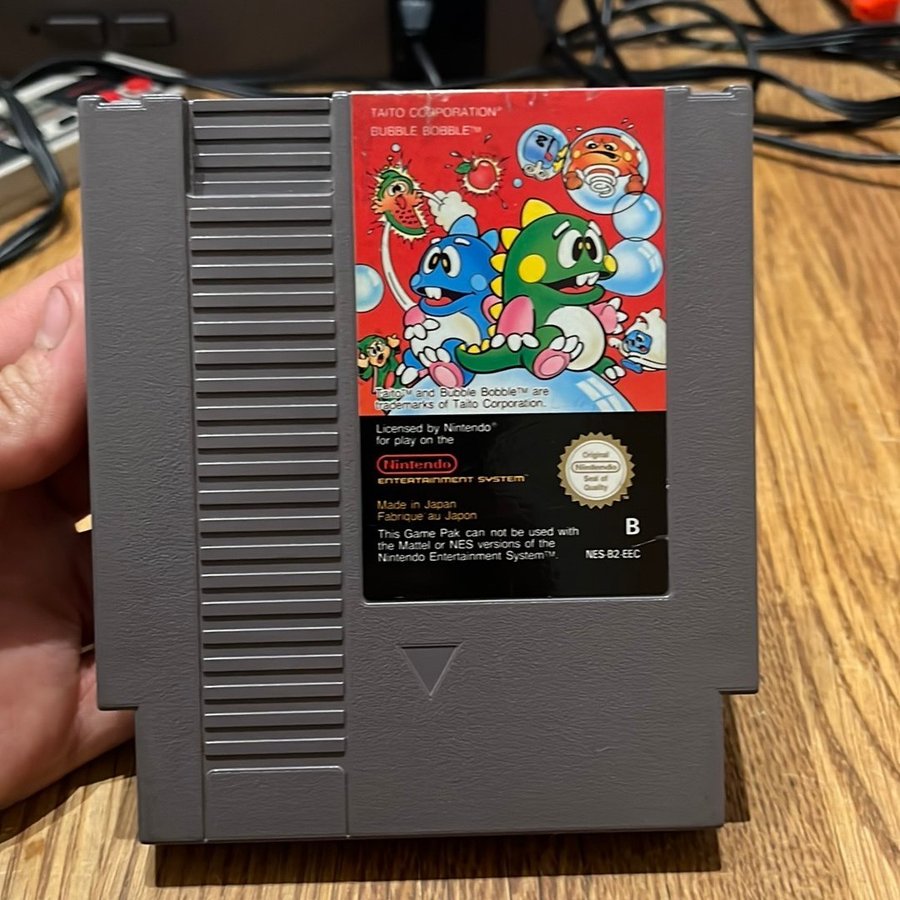 TAITO CORPORATION®
BUBBLE BOBBLE™
Taito™ and Bubble Bobble™ are
trademarks of Taito Corporation.
Licensed by Nintendo®
for play on the
Nintendo
ENTERTAINMENT SYSTEM™
Original
Nintendo
Seal of
Quality
Made in Japan
Fabrique au Japon
This Game Pak can not be used with
the Mattel or NES versions of the
Nintendo Entertainment System™.
B
NES-B2-EEC